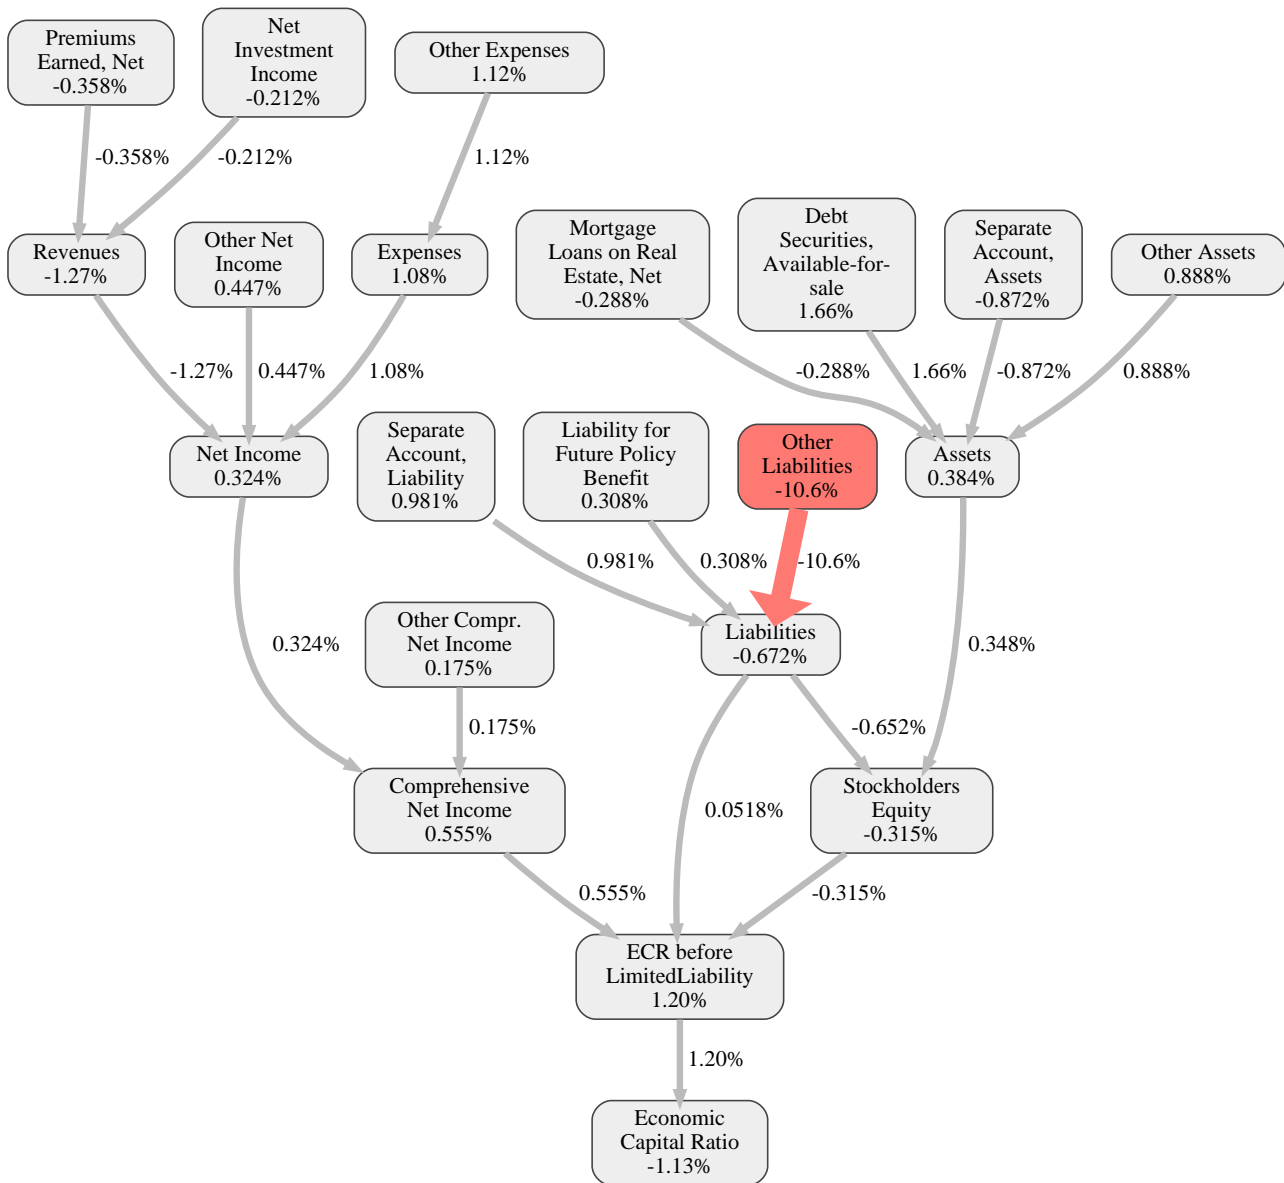 Premiums
Earned, Net
-0.358%
Net
Investment
Income
-0.212%
Other Expenses
1.12%
-0.358%
-0.212%
1.12%
Revenues
-1.27%
Other Net
Income
0.447%
Expenses
1.08%
Mortgage
Loans on Real
Estate, Net
-0.288%
Debt
Securities,
Available-for-
sale
1.66%
Separate
Account,
Assets
-0.872%
Other Assets
0.888%
-1.27%
0.447%
1.08%
-0.288%
1.66%
-0.872%
0.888%
Net Income
0.324%
Separate
Account,
Liability
0.981%
Liability for
Future Policy
Benefit
0.308%
Other
Liabilities
-10.6%
Assets
0.384%
0.981%
0.308%
-10.6%
0.324%
Other Compr.
Net Income
0.175%
Liabilities
-0.672%
0.348%
0.175%
-0.652%
Comprehensive
Net Income
0.555%
0.0518%
Stockholders
Equity
-0.315%
0.555%
-0.315%
ECR before
LimitedLiability
1.20%
1.20%
Economic
Capital Ratio
-1.13%